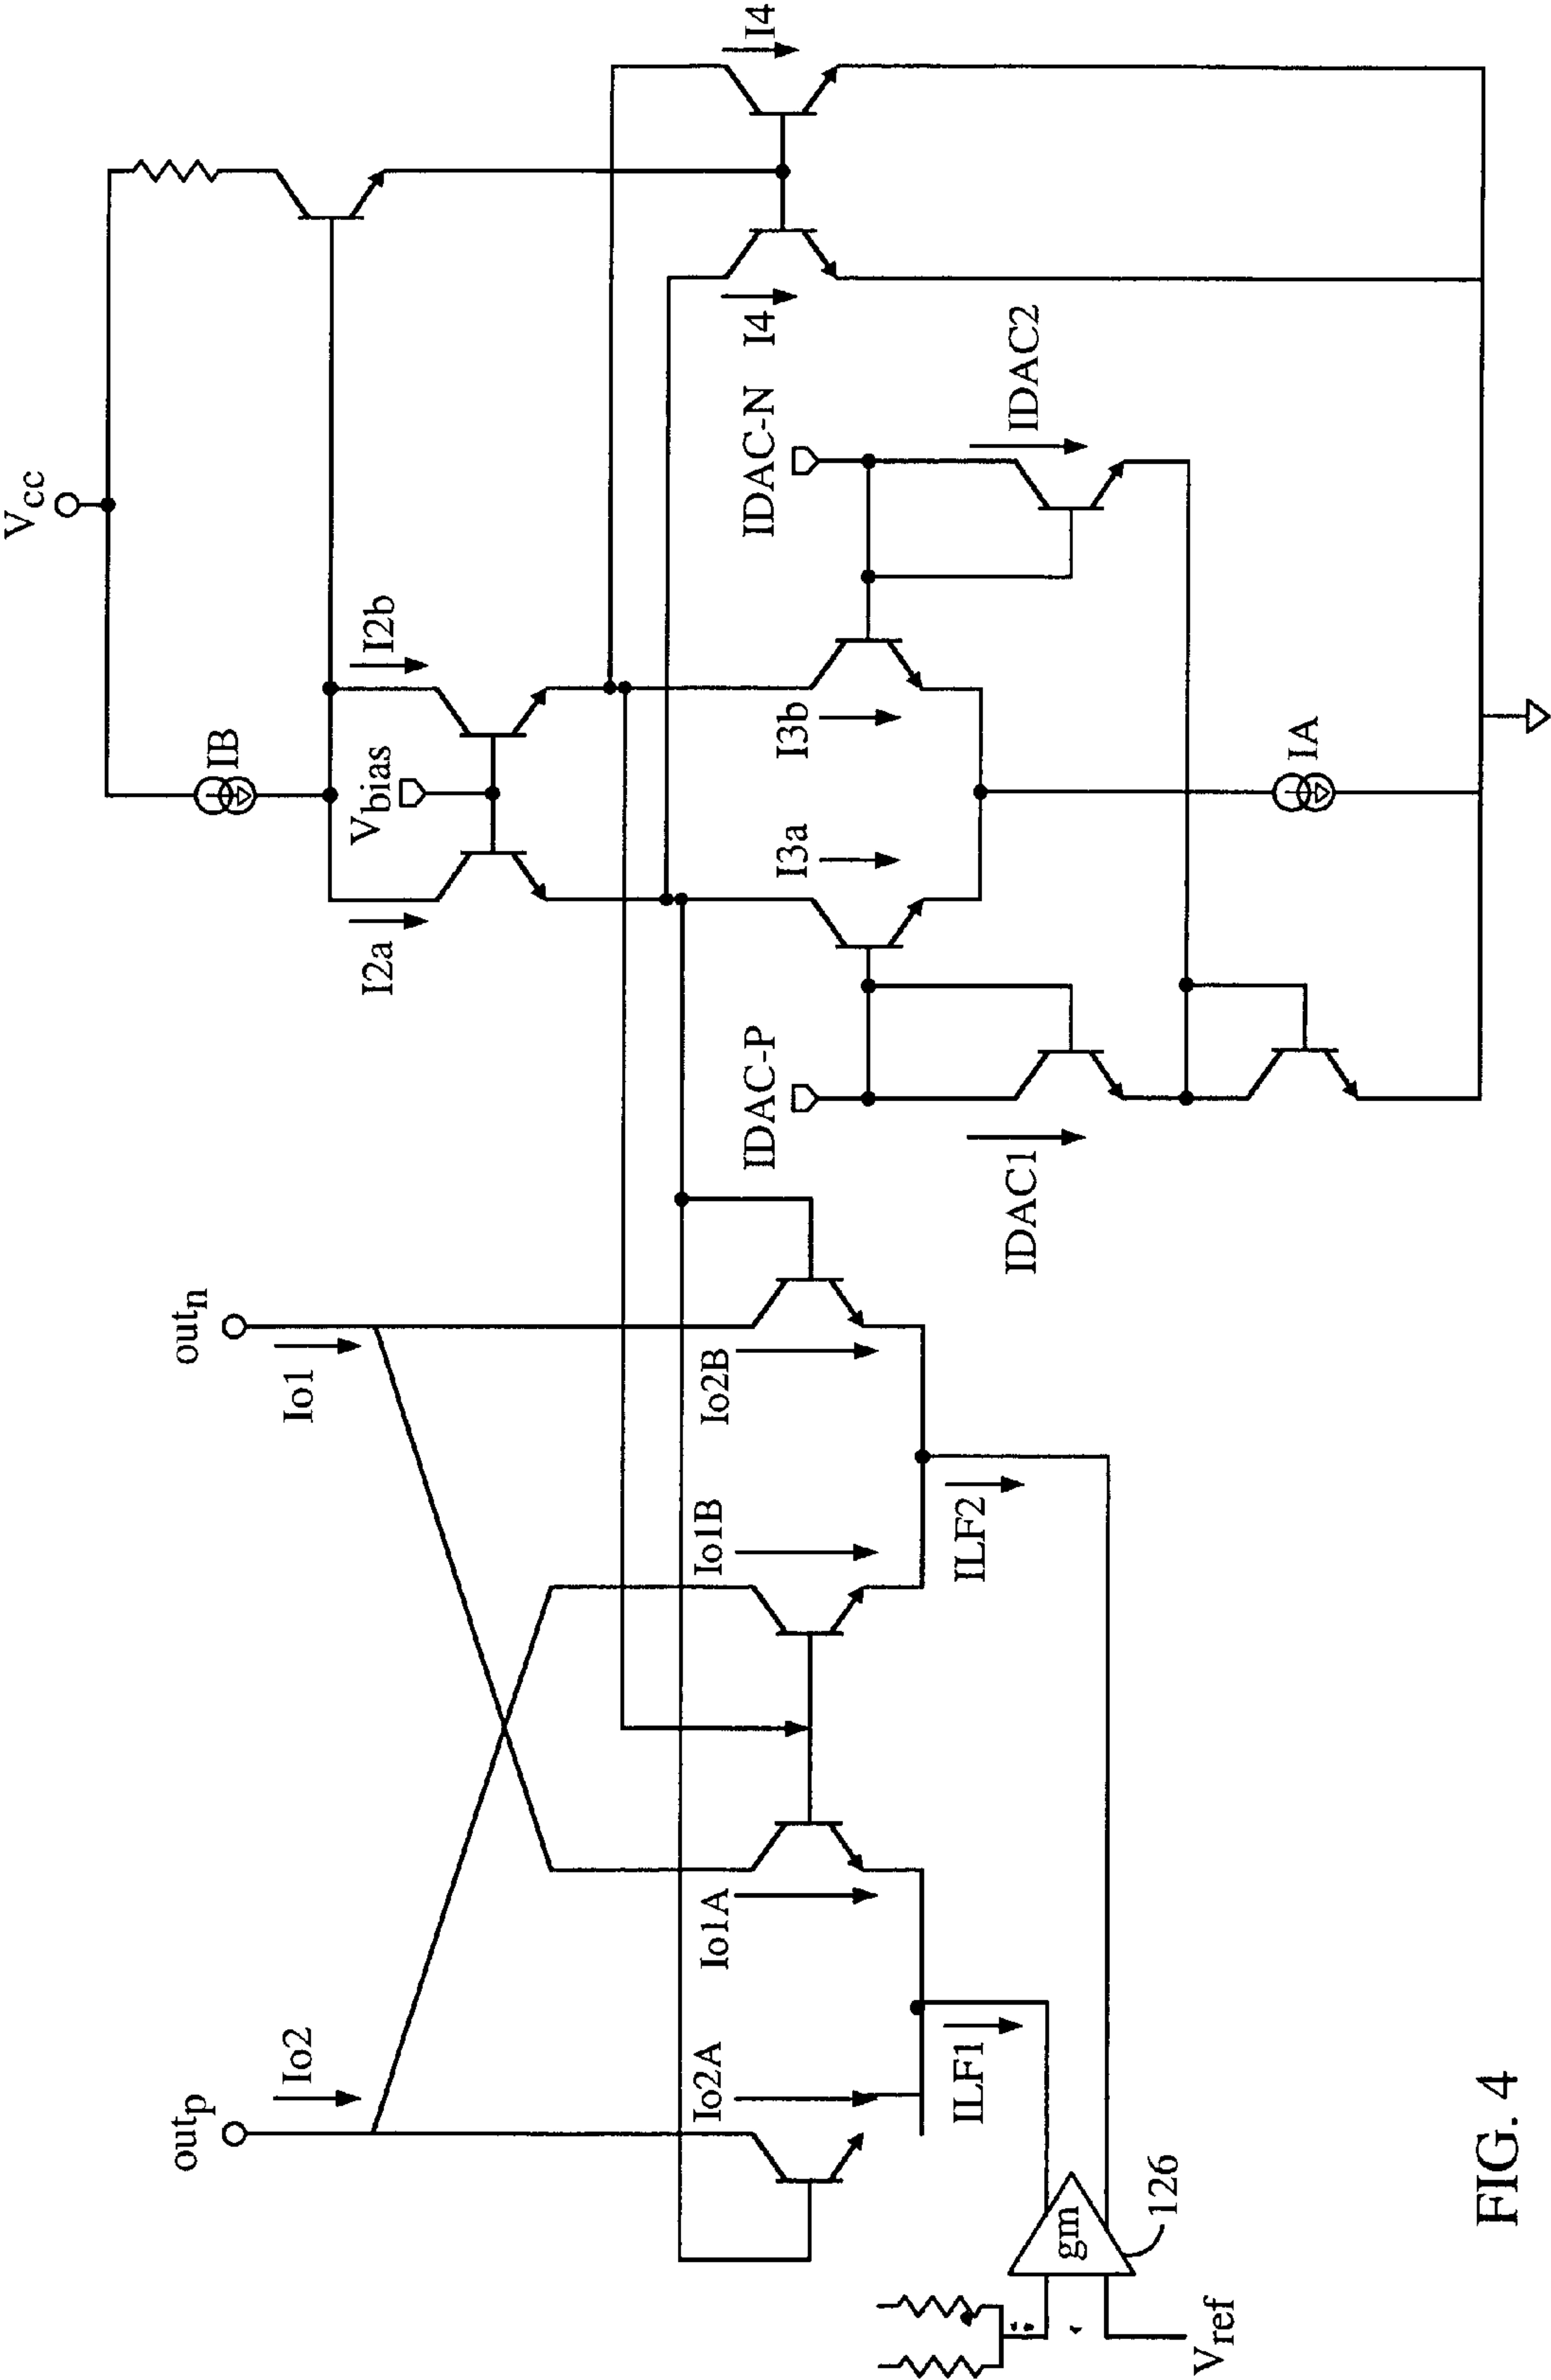 Vcc
IB
I2a
I2b
Vbias
I4
I4
outp
outn
Io2
Io1
Io2A
Io1A
Io1B
Io2B
ILF1
ILF2
IDAC-P
IDAC-N
I3a
I3b
IDAC1
IDAC2
IA
gm
126
Vref
FIG. 4